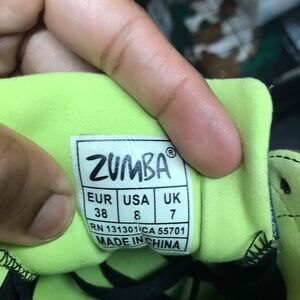 ZUMBA®
EUR USA UK
38 8 7
RN 131301/CA 55701
MADE IN CHINA